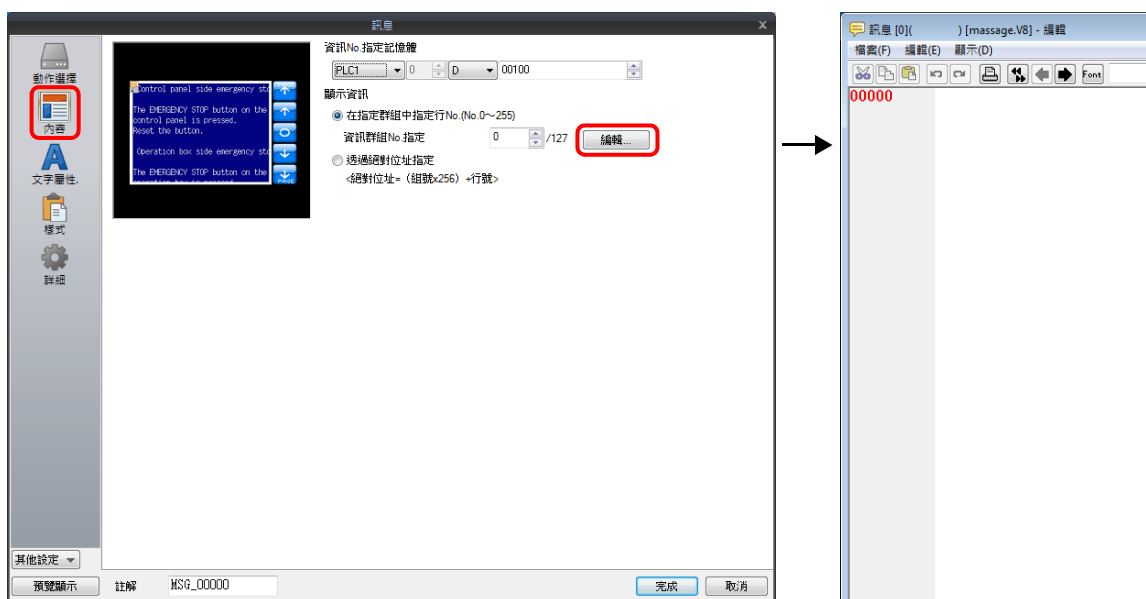 訊息
X
動作選擇
內容
文字屬性.
樣式
詳細
其他設定
Control panel side emergency sto
The EMERGENCY STOP button on the
control panel is pressed.
Reset the button.
Operation box side emergency sto
The EMERGENCY STOP button on the
PAGE
資訊No.指定記憶體
PLC1 0 D 00100
顯示資訊
在指定群組中指定行No.(No.0～255)
資訊群組No.指定 0 /127 編輯...
透過絕對位址指定
<絕對位址=（組號x256）+行號>
預覽顯示 註解 MSG_00000 完成 取消
訊息 [0]( ) [massage.V8] - 編輯
檔案(F) 編輯(E) 顯示(D)
Font
00000